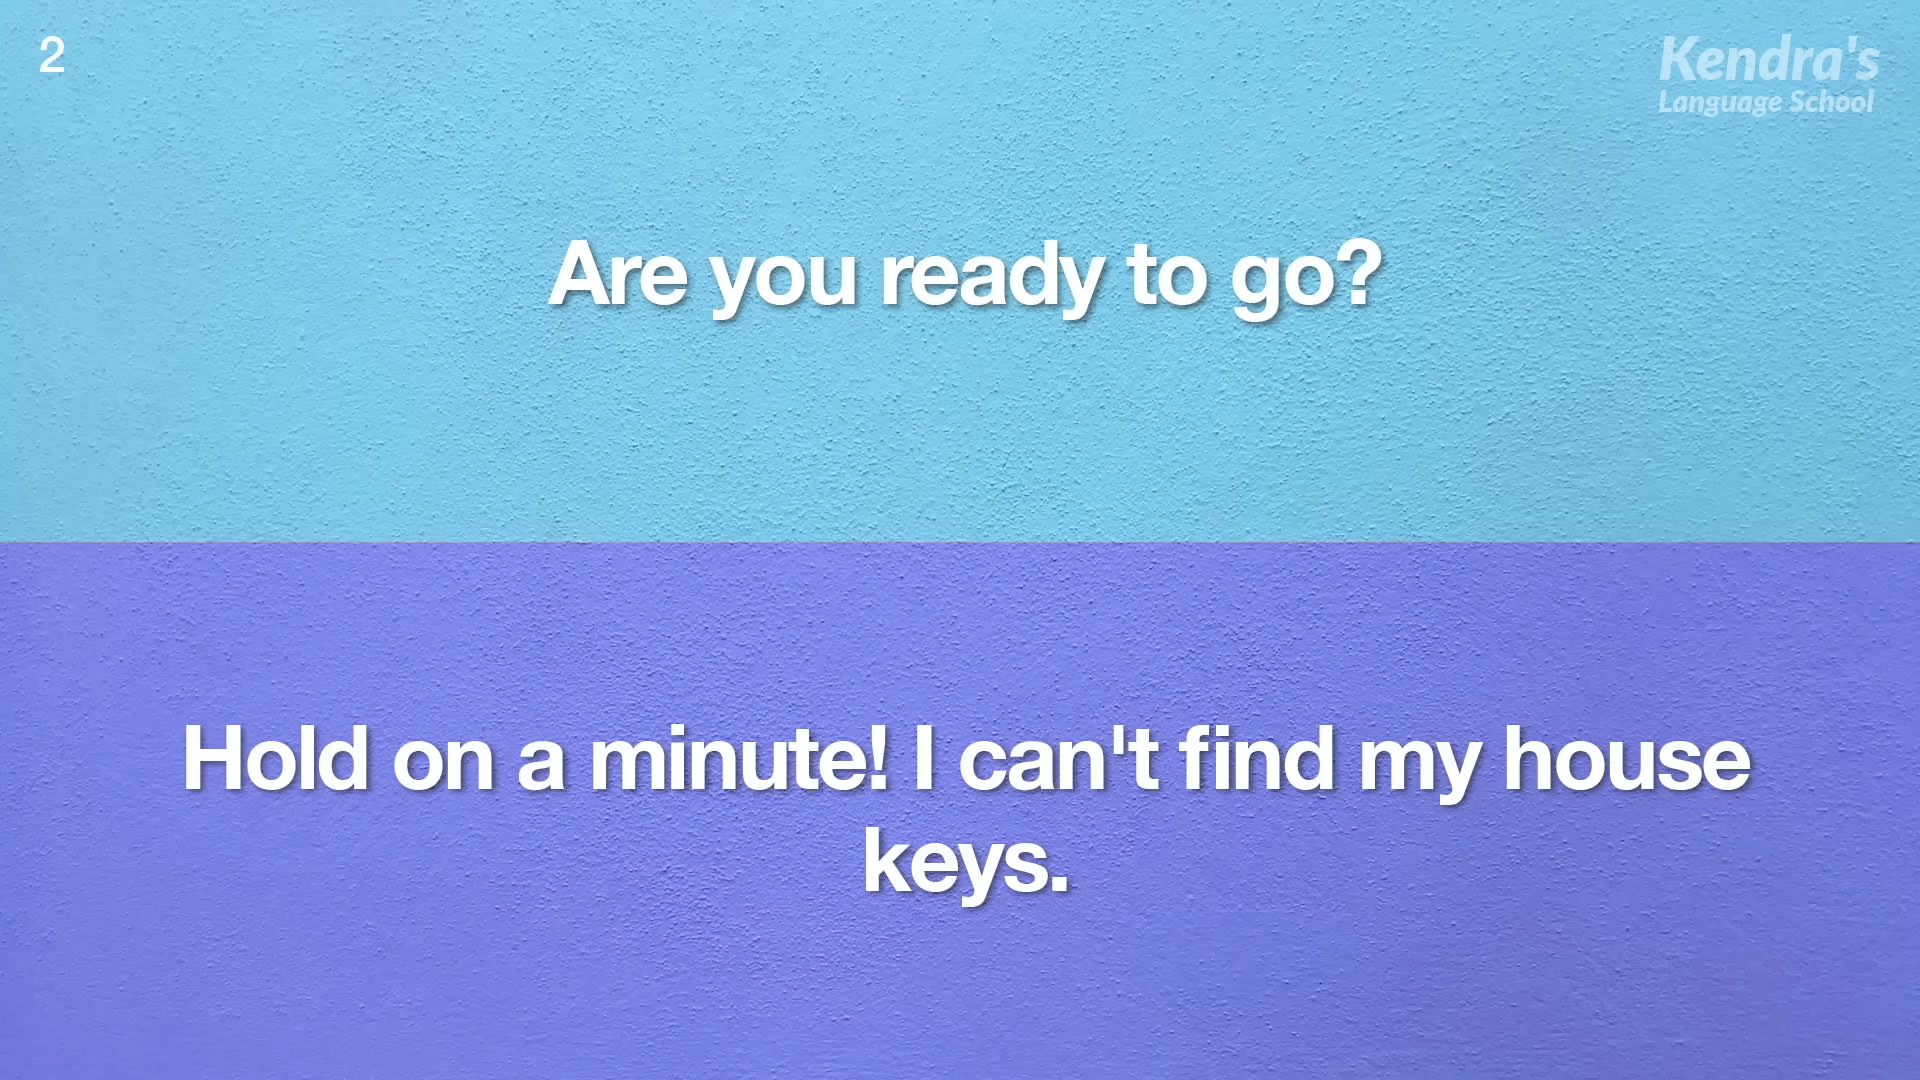 2
Kendra's
Language School
Are you ready to go?
Hold on a minute! I can't find my house
keys.